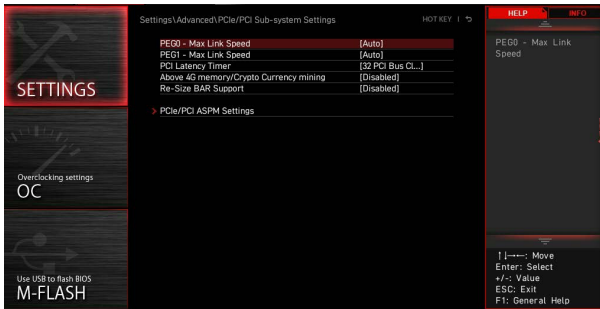 Settings\Advanced\PCIe/PCI Sub-system Settings
HOT KEY |
HELP
INFO
PEG0 - Max Link Speed [Auto]
PEG1 - Max Link Speed [Auto]
PCI Latency Timer [32 PCI Bus Cl...]
Above 4G memory/Crypto Currency mining [Disabled]
Re-Size BAR Support [Disabled]
PCIe/PCI ASPM Settings
SETTINGS
Overclocking settings
OC
Use USB to flash BIOS
M-FLASH
PEG0 - Max Link
Speed
↑↓→←: Move
Enter: Select
+/-: Value
ESC: Exit
F1: General Help